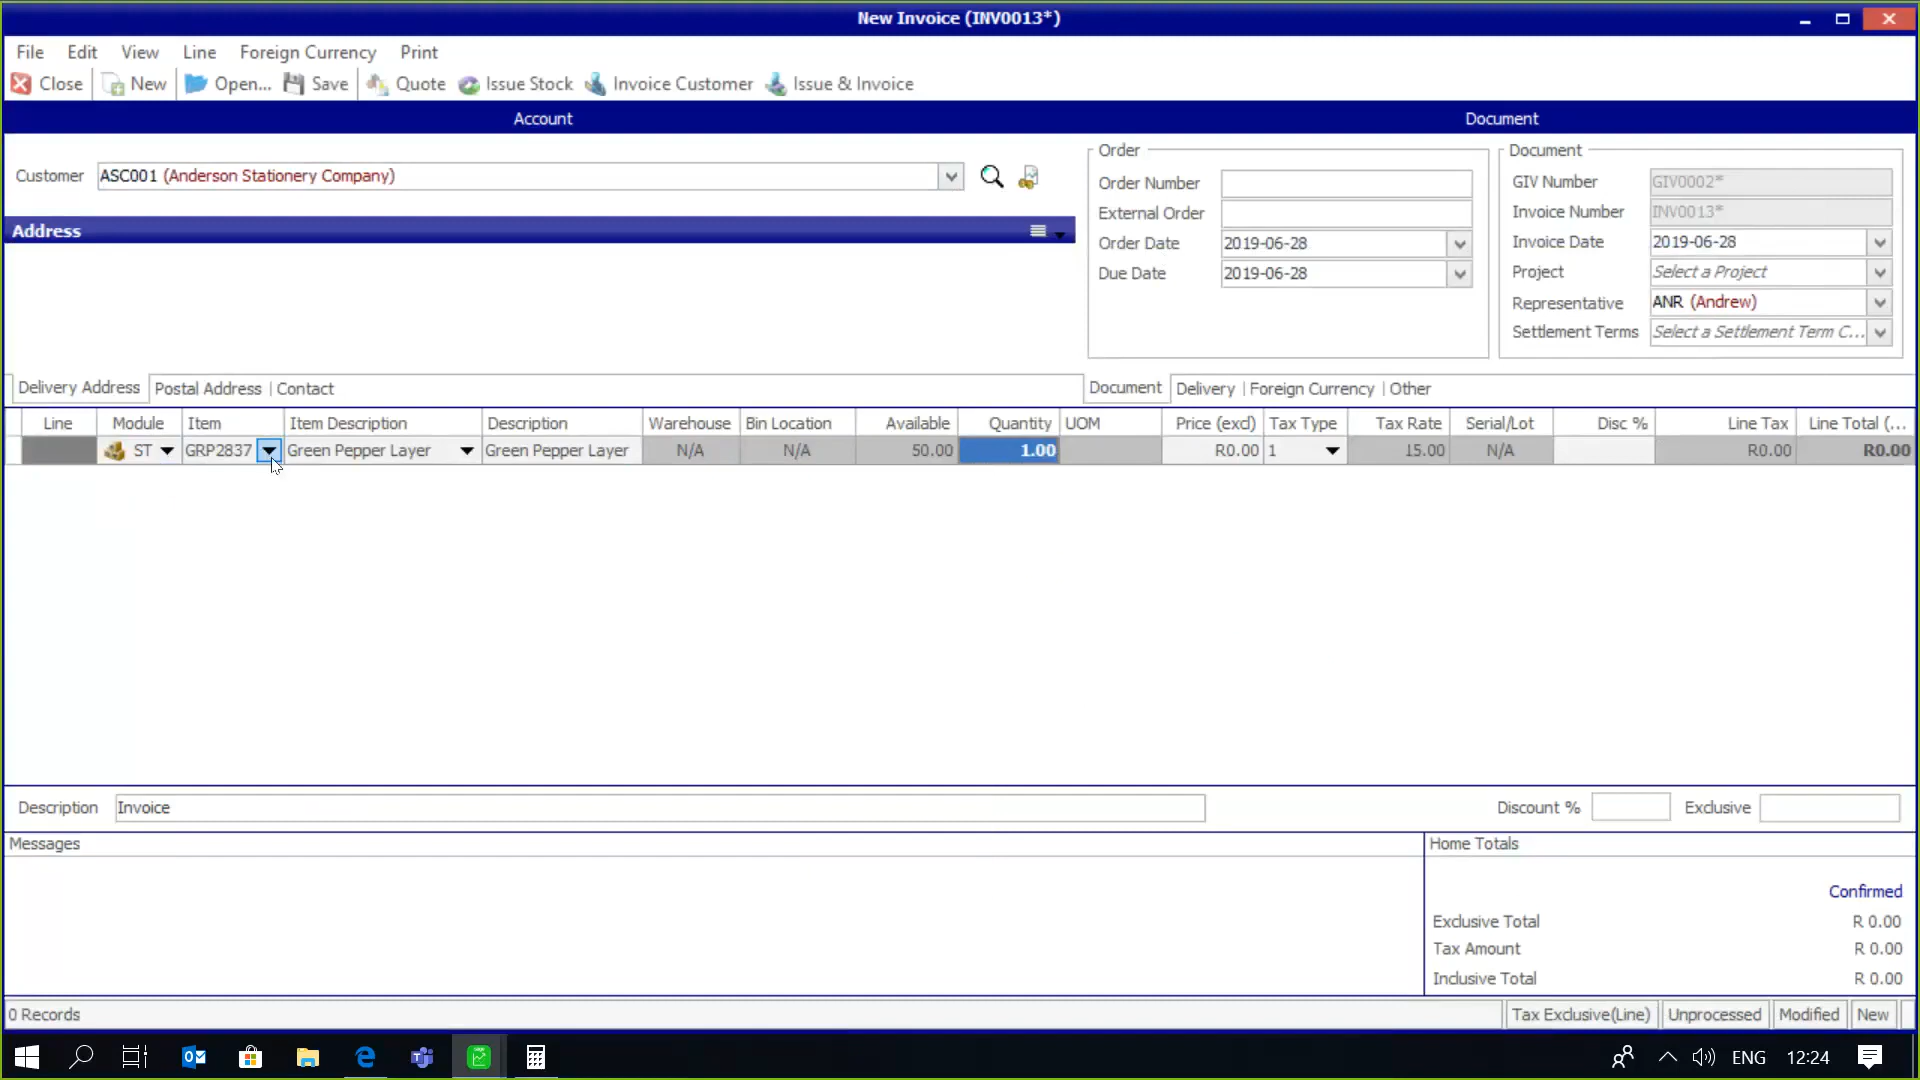 New Invoice (INV0013*)
File Edit View Line Foreign Currency Print
Close New Open... Save Quote Issue Stock Invoice Customer Issue & Invoice
Account Document
Customer ASC001 (Anderson Stationery Company)
Address
Order
Order Number
External Order
Order Date 2019-06-28
Due Date 2019-06-28
Document
GIV Number GIV0002*
Invoice Number INV0013*
Invoice Date 2019-06-28
Project Select a Project
Representative ANR (Andrew)
Settlement Terms Select a Settlement Term C...
Delivery Address Postal Address Contact Document Delivery Foreign Currency Other
Line Module Item Item Description Description Warehouse Bin Location Available Quantity UOM Price (excl) Tax Type Tax Rate Serial/Lot Disc % Line Tax Line Total (...
ST GRP2837 Green Pepper Layer Green Pepper Layer N/A N/A 50.00 1.00 R0.00 1 15.00 N/A R0.00 R0.00
Description Invoice Discount % Exclusive
Messages
Home Totals
Confirmed
Exclusive Total R 0.00
Tax Amount R 0.00
Inclusive Total R 0.00
0 Records Tax Exclusive(Line) Unprocessed Modified New
ENG 12:24